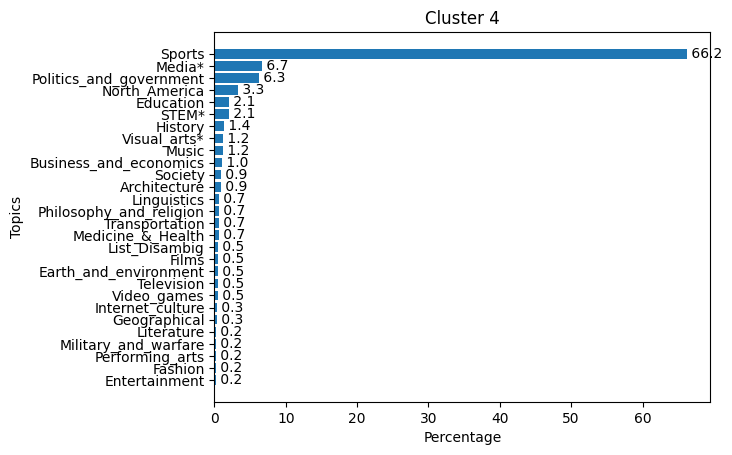 Cluster 4
Topics
Sports 66.2
Media* 6.7
Politics_and_government 6.3
North_America 3.3
Education 2.1
STEM* 2.1
History 1.4
Visual_arts* 1.2
Music 1.2
Business_and_economics 1.0
Society 0.9
Architecture 0.9
Linguistics 0.7
Philosophy_and_religion 0.7
Transportation 0.7
Medicine_&_Health 0.7
List_Disambig 0.5
Films 0.5
Earth_and_environment 0.5
Television 0.5
Video_games 0.5
Internet_culture 0.3
Geographical 0.3
Literature 0.2
Military_and_warfare 0.2
Performing_arts 0.2
Fashion 0.2
Entertainment 0.2
0 10 20 30 40 50 60
Percentage